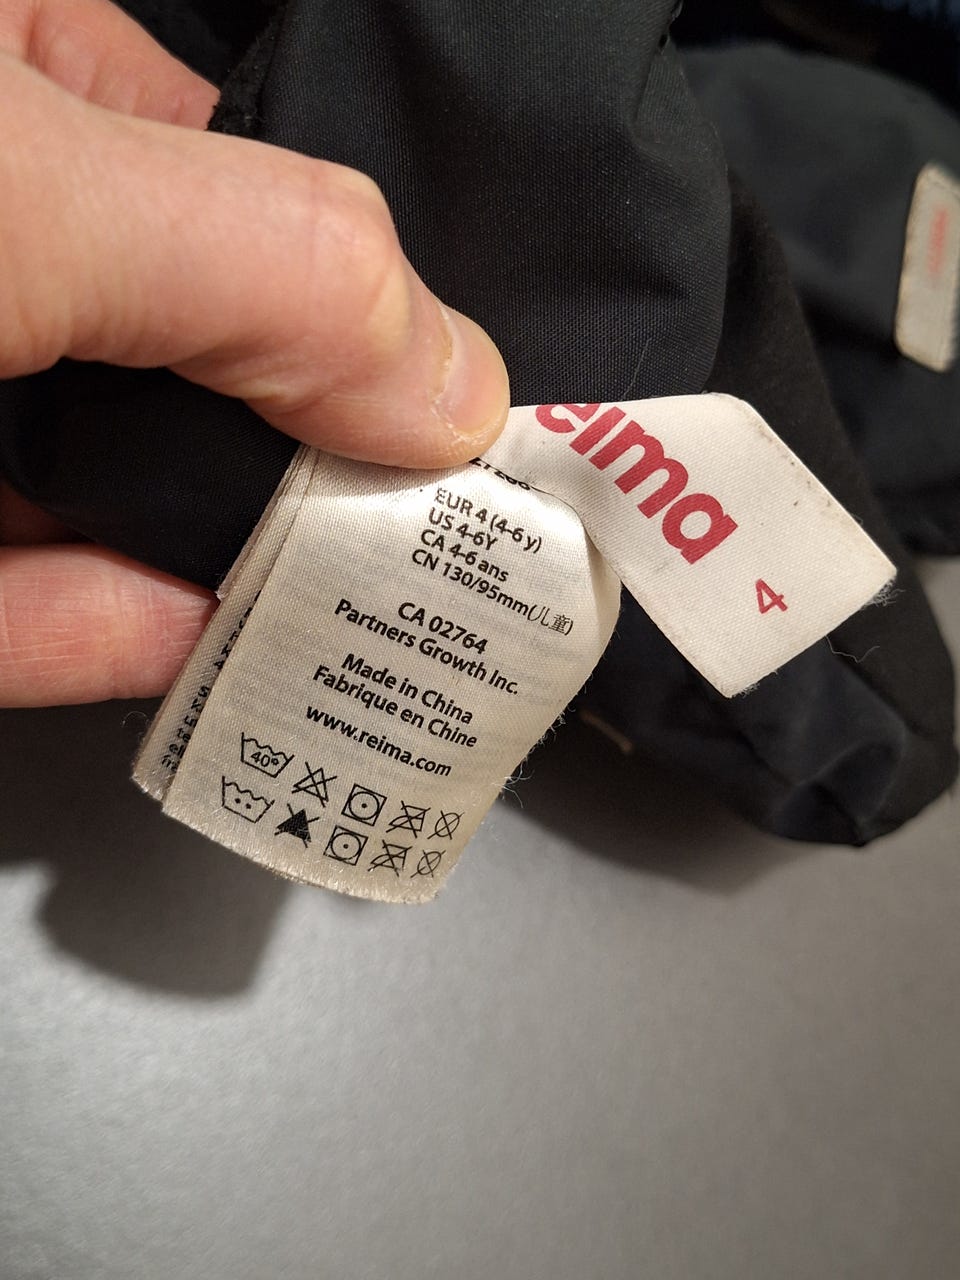 eima
4
EUR 4 (4-6 y)
US 4-6Y
CA 4-6 ans
CN 130/95mm(儿童)
CA 02764
Partners Growth Inc.
Made in China
Fabrique en Chine
www.reima.com
40°